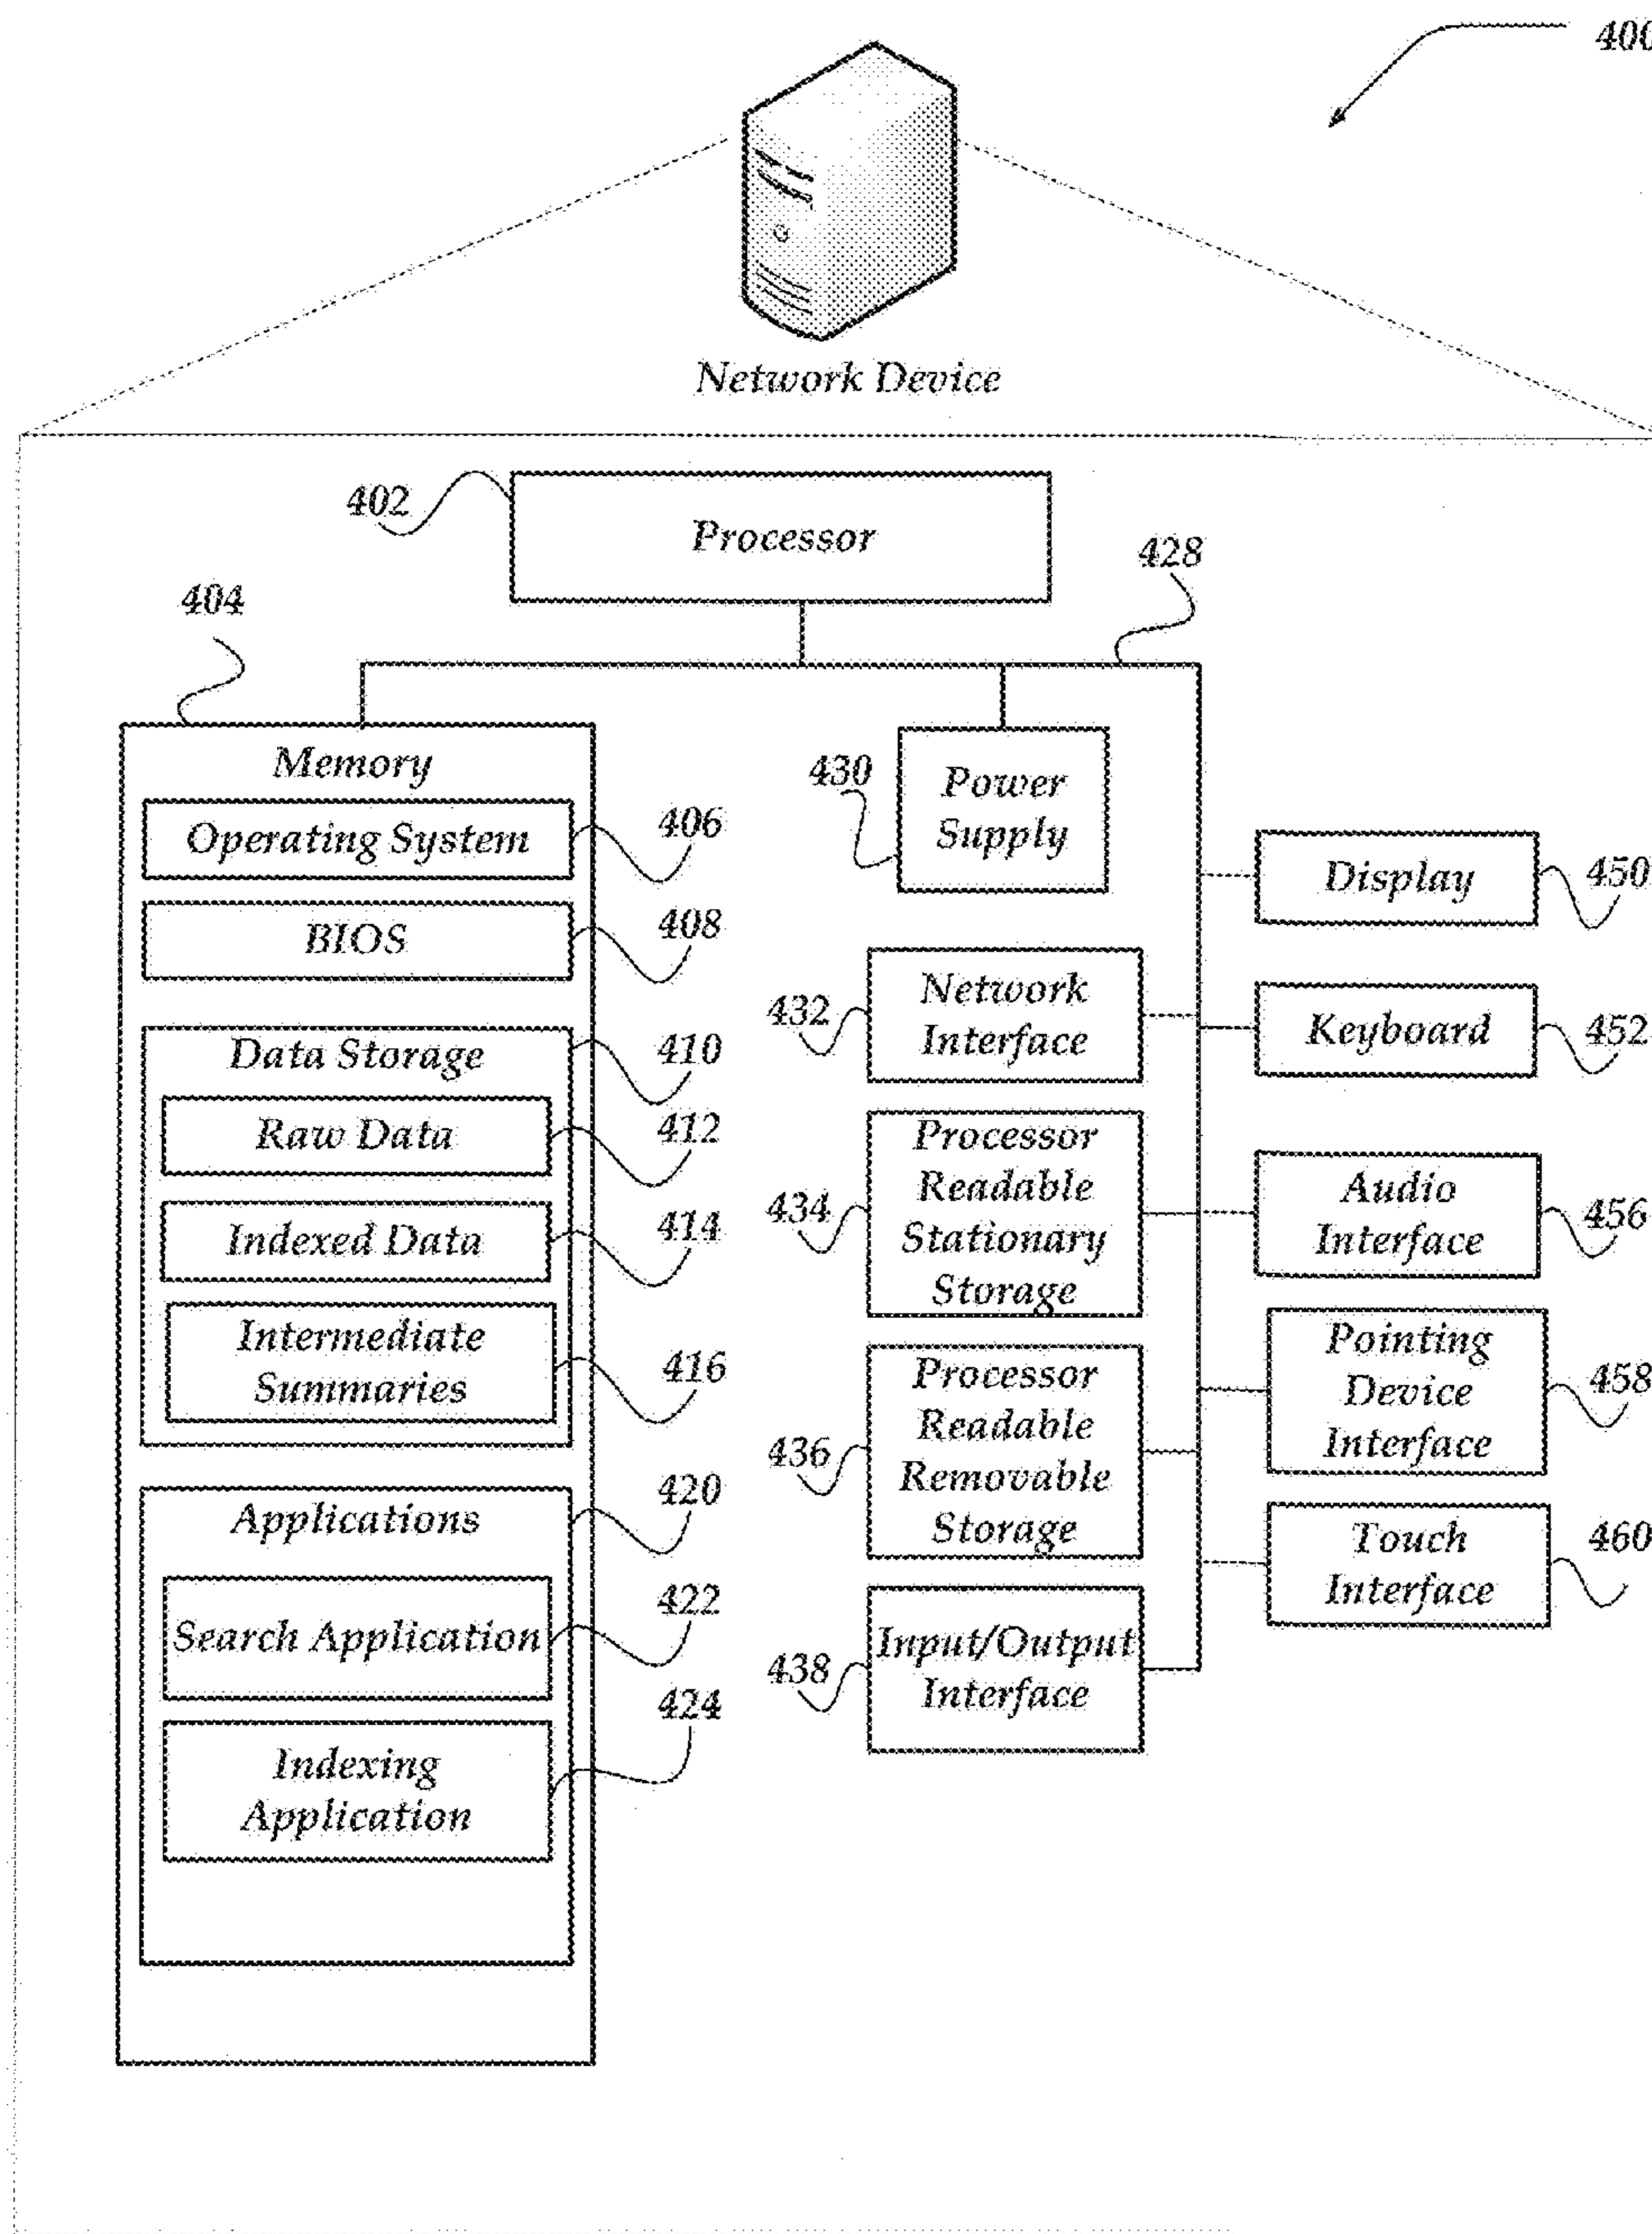 400
Network Device
402
Processor
428
404
Memory
Operating System
406
BIOS
408
Data Storage
410
Raw Data
412
Indexed Data
414
Intermediate
Summaries
416
Applications
420
Search Application
422
Indexing
Application
424
430
Power
Supply
432
Network
Interface
434
Processor
Readable
Stationary
Storage
436
Processor
Readable
Removable
Storage
438
Input/Output
Interface
Display
450
Keyboard
452
Audio
Interface
456
Pointing
Device
Interface
458
Touch
Interface
460